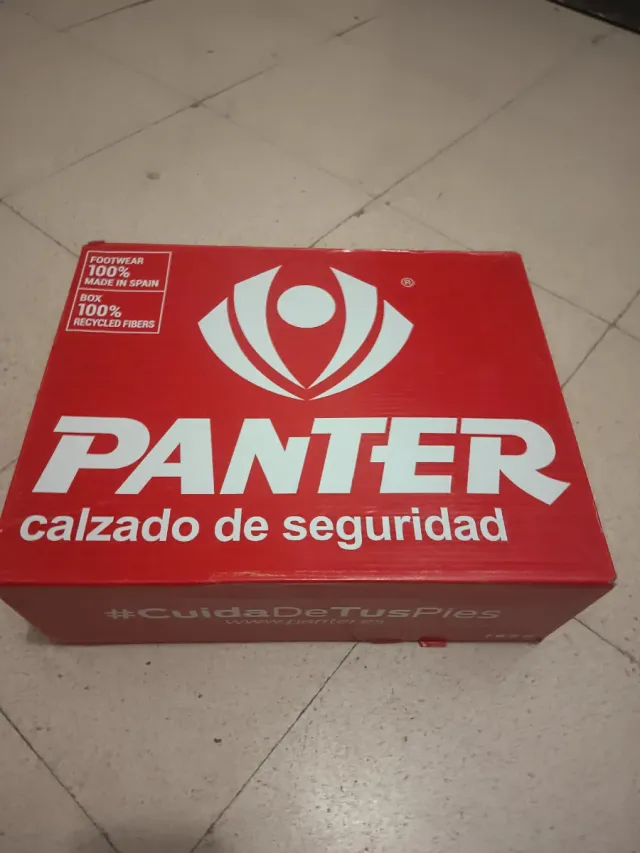 FOOTWEAR
100%
MADE IN SPAIN
BOX
100%
RECYCLED FIBERS
®
PANTER
calzado de seguridad
#CuidaDeTusPies
www.panter.es